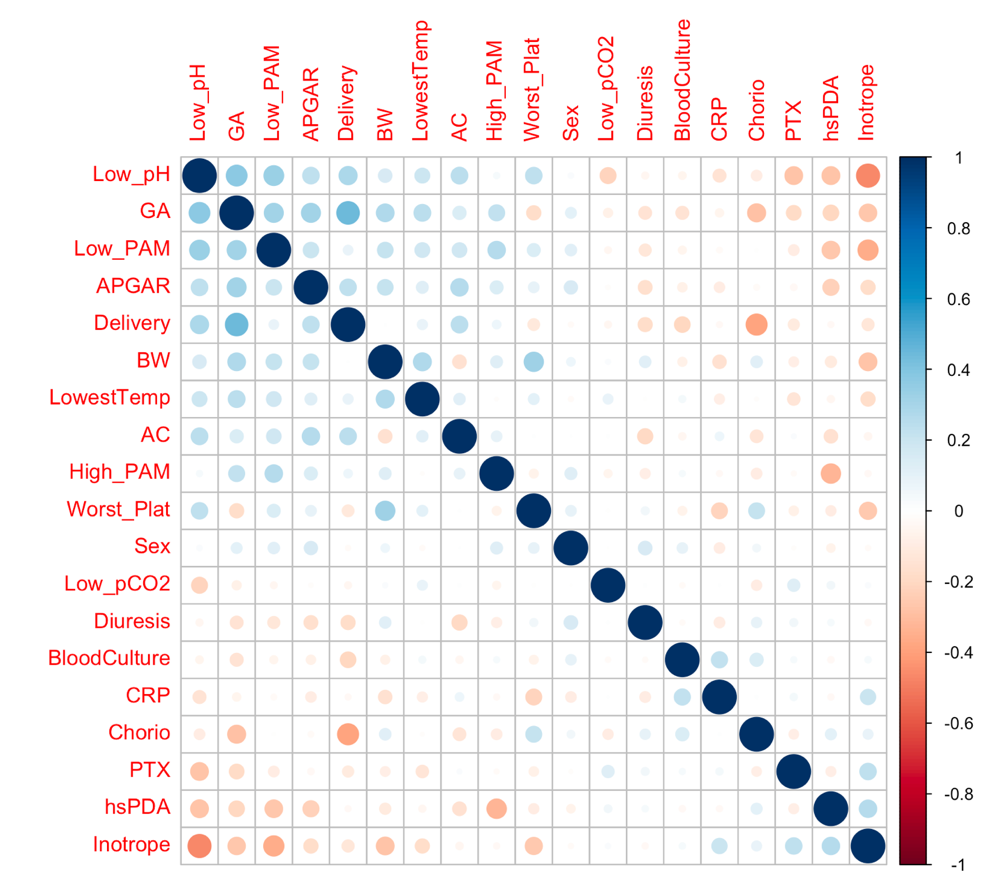 Low_pH
GA
Low_PAM
APGAR
Delivery
BW
LowestTemp
AC
High_PAM
Worst_Plat
Sex
Low_pCO2
Diuresis
BloodCulture
CRP
Chorio
PTX
hsPDA
Inotrope
Low_pH
GA
Low_PAM
APGAR
Delivery
BW
LowestTemp
AC
High_PAM
Worst_Plat
Sex
Low_pCO2
Diuresis
BloodCulture
CRP
Chorio
PTX
hsPDA
Inotrope
1
0.8
0.6
0.4
0.2
0
-0.2
-0.4
-0.6
-0.8
-1